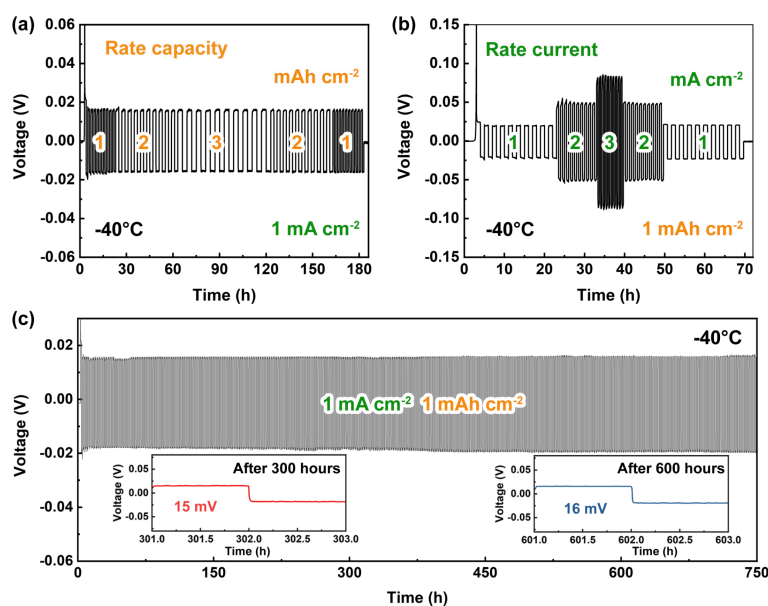 (a)
Rate capacity
mAh cm-2
1 2 3 2 1
-40°C
1 mA cm-2
Voltage (V)
0.06
0.04
0.02
0.00
-0.02
-0.04
-0.06
0 30 60 90 120 150 180
Time (h)
(b)
Rate current
mA cm-2
1 2 3 2 1
-40°C
1 mAh cm-2
Voltage (V)
0.15
0.10
0.05
0.00
-0.05
-0.10
-0.15
0 10 20 30 40 50 60 70
Time (h)
(c)
-40°C
1 mA cm-2 1 mAh cm-2
Voltage (V)
0.02
0.00
-0.02
-0.04
-0.06
0 150 300 450 600 750
Time (h)
After 300 hours
15 mV
Voltage (V)
0.05
0.00
-0.05
301.0 301.5 302.0 302.5 303.0
Time (h)
After 600 hours
16 mV
Voltage (V)
0.05
0.00
-0.05
601.0 601.5 602.0 602.5 603.0
Time (h)